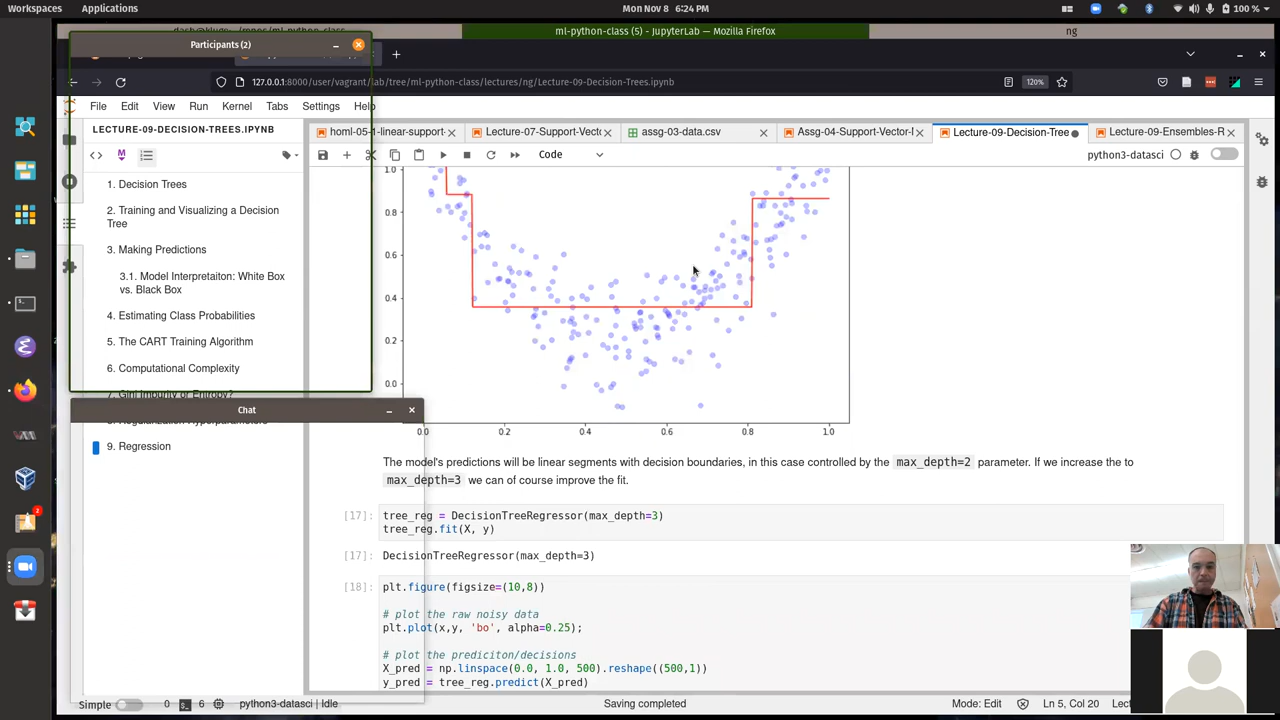 Workspaces Applications Mon Nov 8 6:24 PM 100 %
ml-python-class (5) - JupyterLab — Mozilla Firefox ng
Participants (2)
127.0.0.1:8000/user/vagrant/lab/tree/ml-python-class/lectures/ng/Lecture-09-Decision-Trees.ipynb 120%
File Edit View Run Kernel Tabs Settings Help
LECTURE-09-DECISION-TREES.IPYNB
homl-05-1-linear-support- Lecture-07-Support-Vecto assg-03-data.csv Assg-04-Support-Vector-I Lecture-09-Decision-Tree Lecture-09-Ensembles-R
Code python3-datasci
1. Decision Trees
2. Training and Visualizing a Decision
Tree
3. Making Predictions
3.1. Model Interpretaiton: White Box
vs. Black Box
4. Estimating Class Probabilities
5. The CART Training Algorithm
6. Computational Complexity
7. Gini Impurity or Entropy?
Chat
8. Regularization Hyperparameters
9. Regression
1.0
0.8
0.6
0.4
0.2
0.0
0.0 0.2 0.4 0.6 0.8 1.0
The model's predictions will be linear segments with decision boundaries, in this case controlled by the max_depth=2 parameter. If we increase the to
max_depth=3 we can of course improve the fit.
[17]: tree_reg = DecisionTreeRegressor(max_depth=3)
tree_reg.fit(X, y)
[17]: DecisionTreeRegressor(max_depth=3)
[18]: plt.figure(figsize=(10,8))
# plot the raw noisy data
plt.plot(x,y, 'bo', alpha=0.25);
# plot the prediciton/decisions
X_pred = np.linspace(0.0, 1.0, 500).reshape((500,1))
y_pred = tree_reg.predict(X_pred)
Simple 0 6 python3-datasci | Idle Saving completed Mode: Edit Ln 5, Col 20